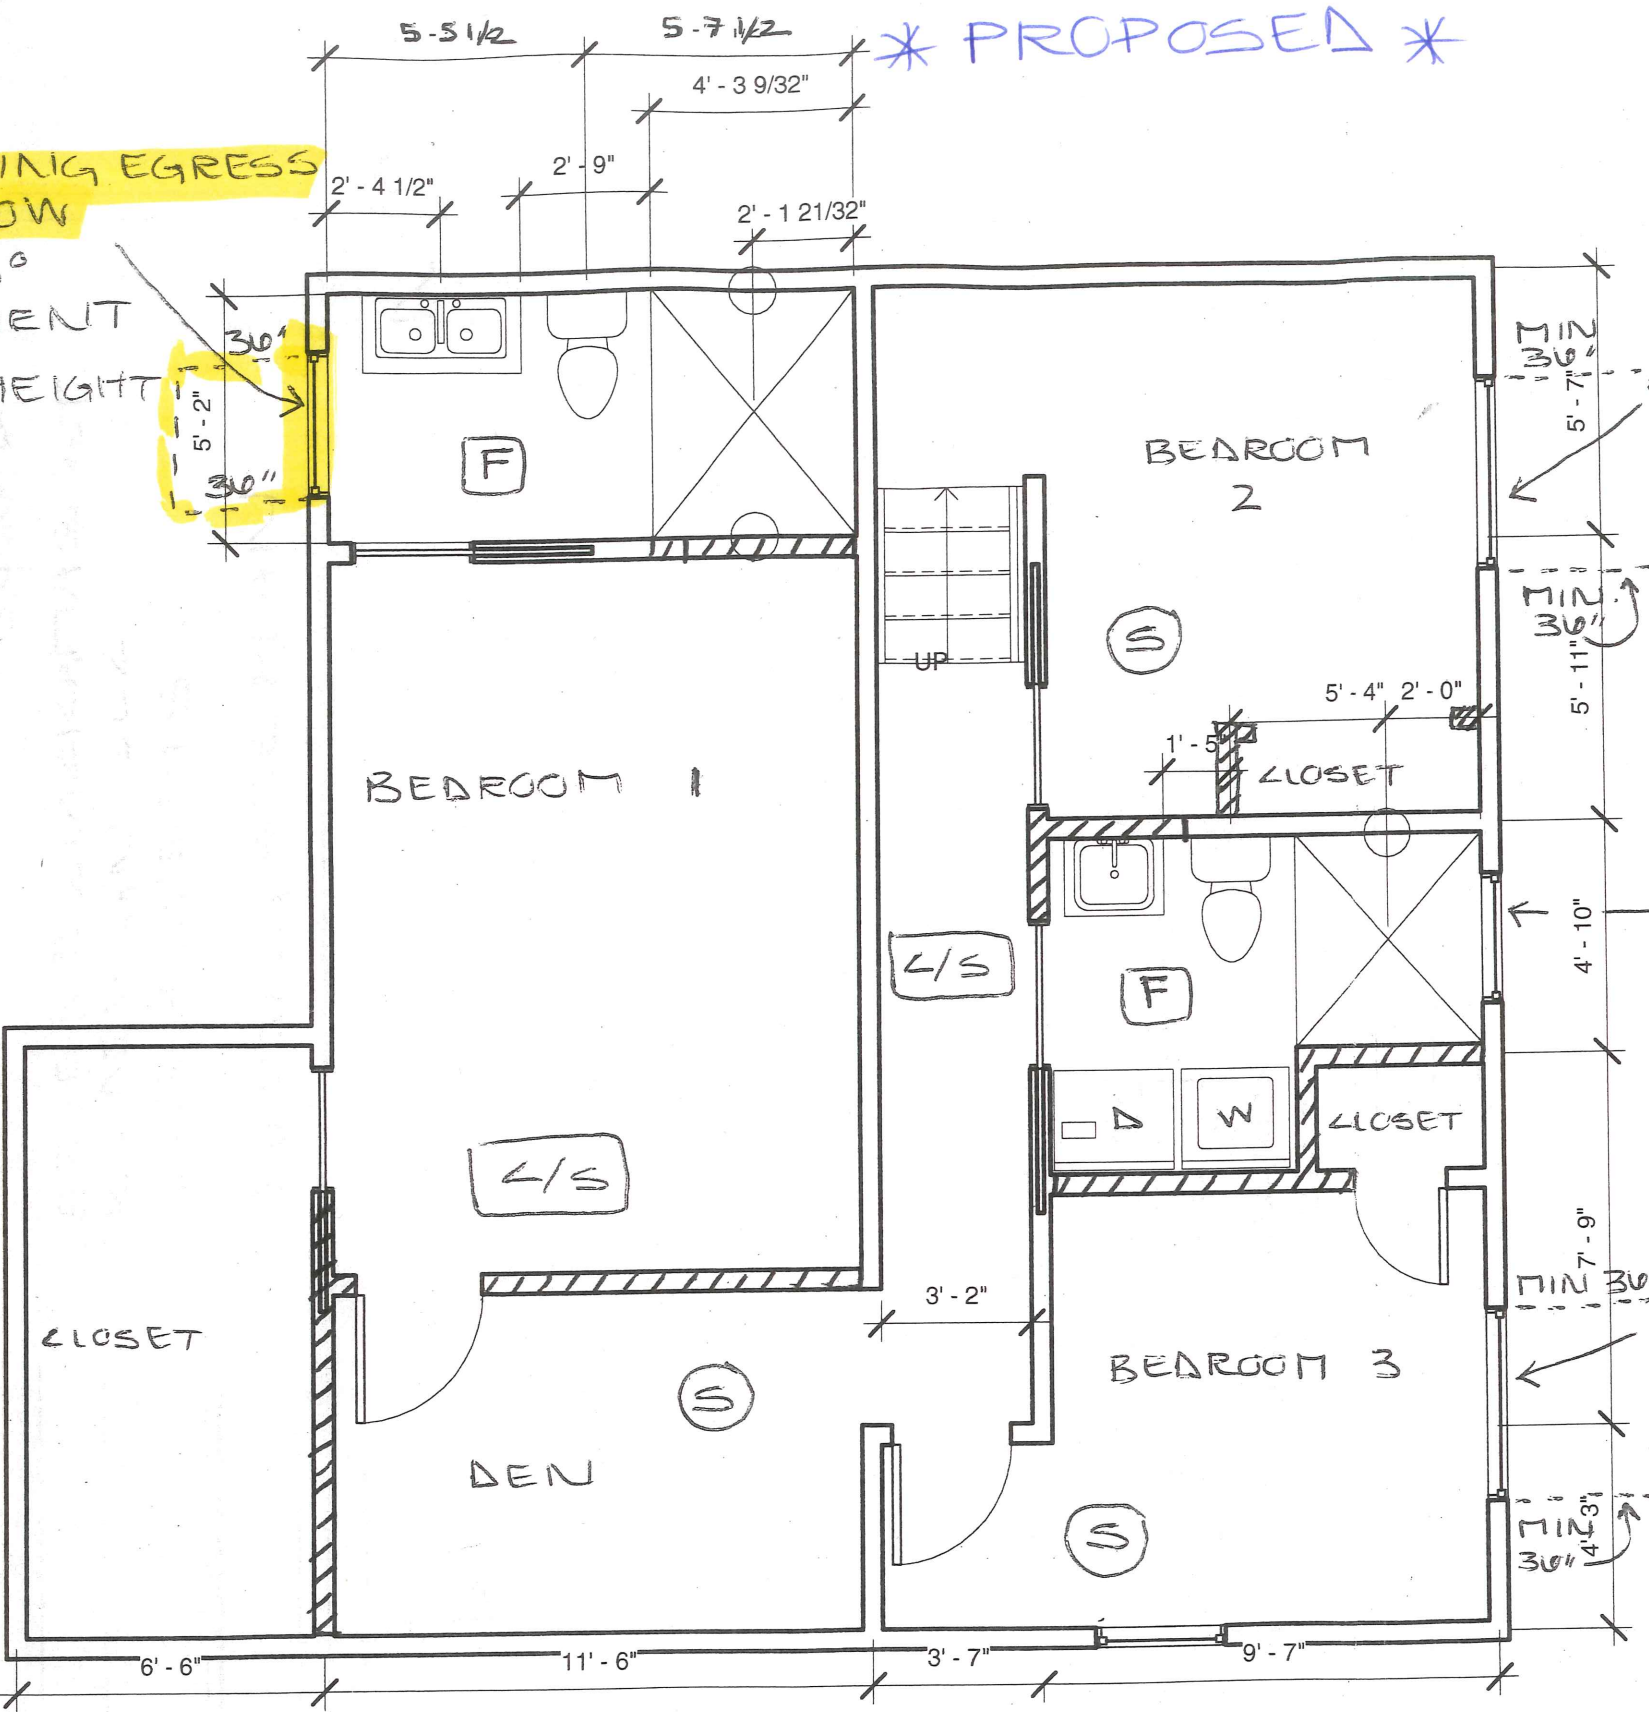 5-5 1/2
5-7 1/2
* PROPOSED *
4' - 3 9/32"
EGRESS
2' - 4 1/2"
2' - 9"
2' - 1 21/32"
36"
5' - 2"
36"
F
MIN
36"
5' - 7"
BEDROOM
2
UP
S
MIN.
36"
5' - 11"
5' - 4"
2' - 0"
1' - 5"
CLOSET
BEDROOM 1
C/S
F
4' - 10"
D
W
CLOSET
C/S
7' - 9"
3' - 2"
MIN 36
CLOSET
S
BEDROOM 3
DEN
S
MIN
36"
4' - 3"
6' - 6"
11' - 6"
3' - 7"
9' - 7"